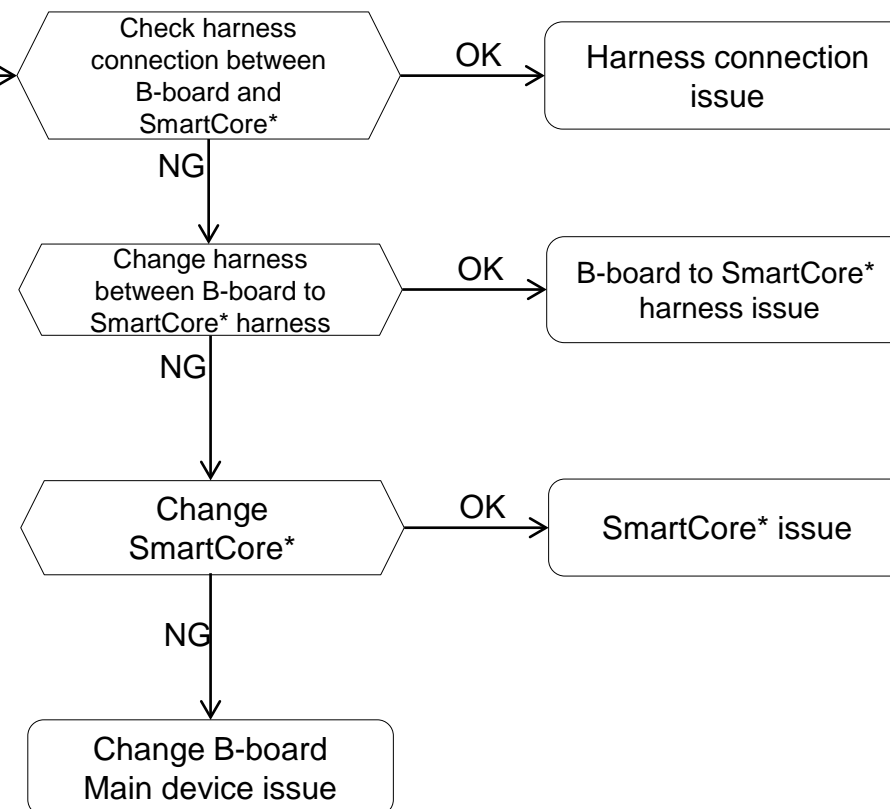 Check harness
connection between
B-board and
SmartCore*
OK
Harness connection
issue
NG
Change harness
between B-board to
SmartCore* harness
OK
B-board to SmartCore*
harness issue
NG
Change
SmartCore*
OK
SmartCore* issue
NG
Change B-board
Main device issue